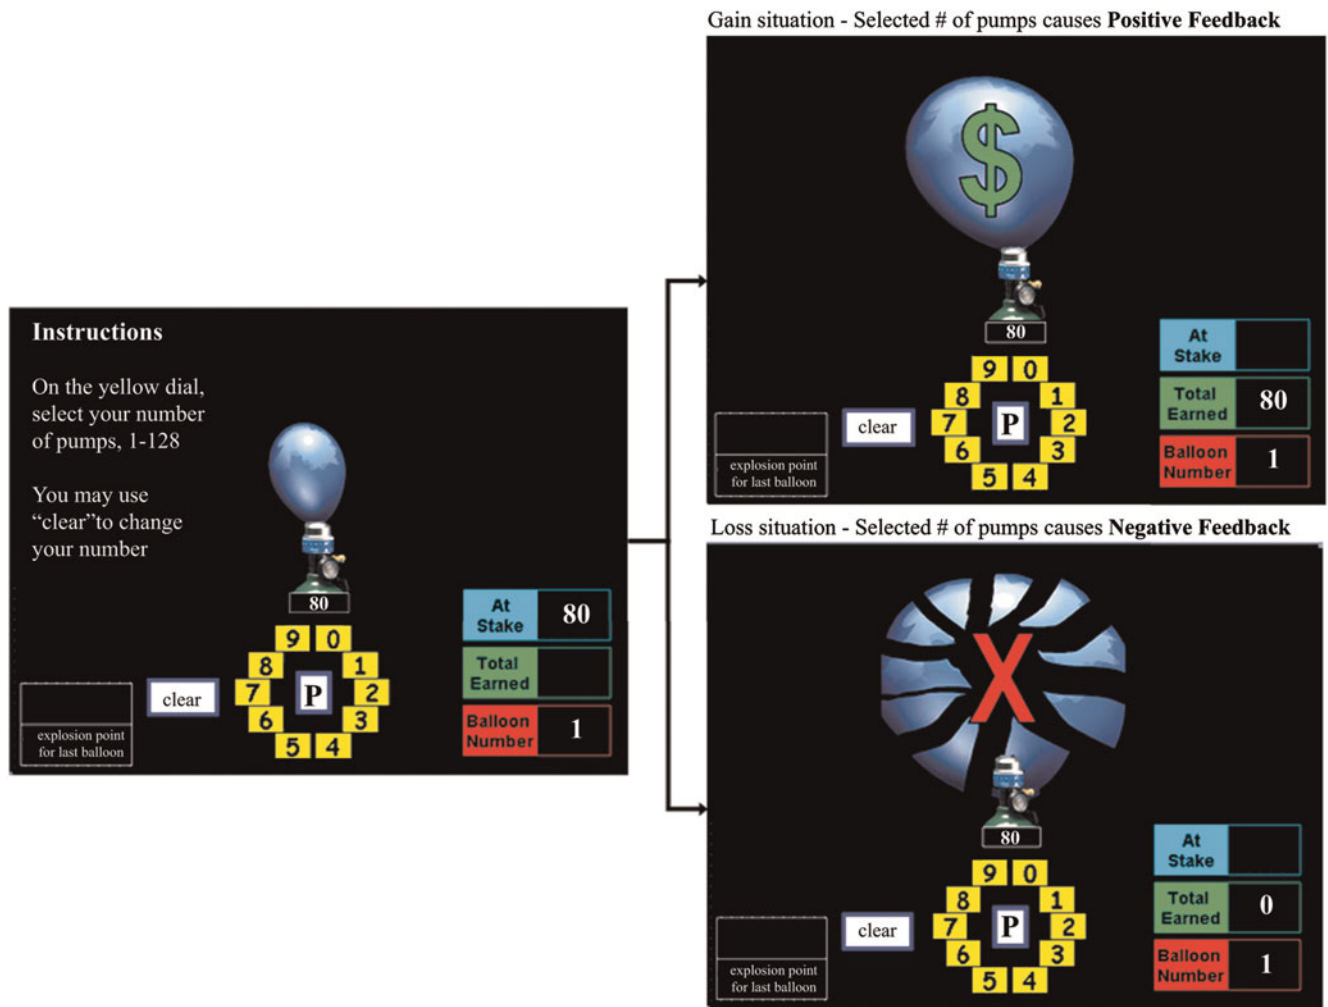 Gain situation - Selected # of pumps causes Positive Feedback
$
80
9 0
8 1
7 P 2
6 3
5 4
clear
explosion point
for last balloon
At
Stake
Total
Earned
80
Balloon
Number
1
Instructions
On the yellow dial,
select your number
of pumps, 1-128
You may use
“clear”to change
your number
80
9 0
8 1
7 P 2
6 3
5 4
clear
explosion point
for last balloon
At
Stake
80
Total
Earned
Balloon
Number
1
Loss situation - Selected # of pumps causes Negative Feedback
X
80
9 0
8 1
7 P 2
6 3
5 4
clear
explosion point
for last balloon
At
Stake
Total
Earned
0
Balloon
Number
1